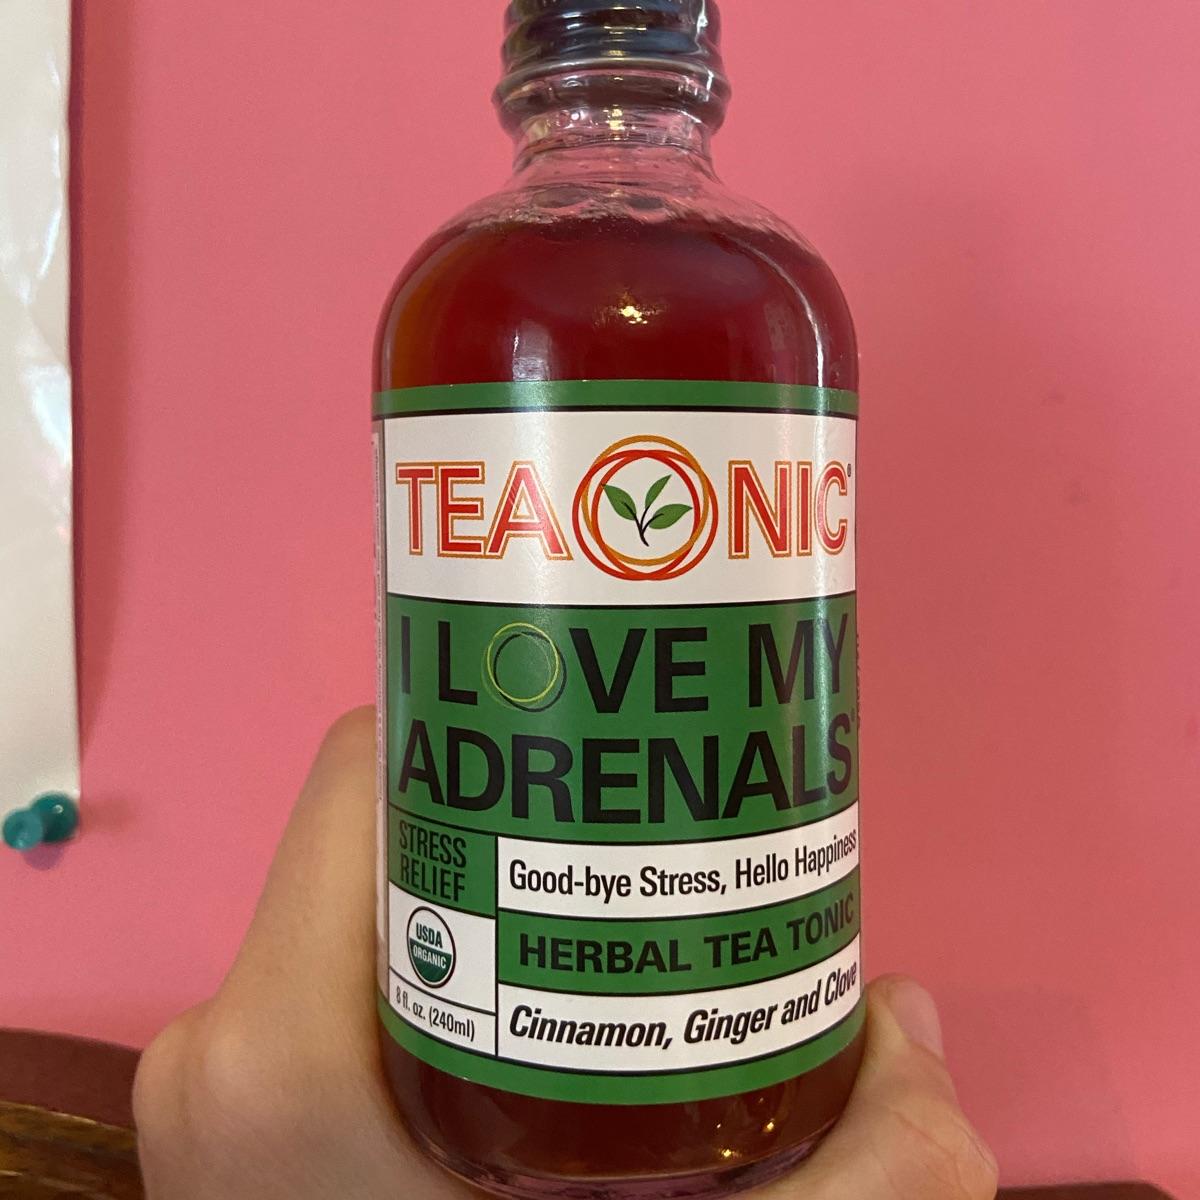 TEAONIC®
I LOVE MY
ADRENALS®
STRESS
RELIEF
Good-bye Stress, Hello Happiness
HERBAL TEA TONIC
USDA
ORGANIC
8 fl. oz. (240ml)
Cinnamon, Ginger and Clove